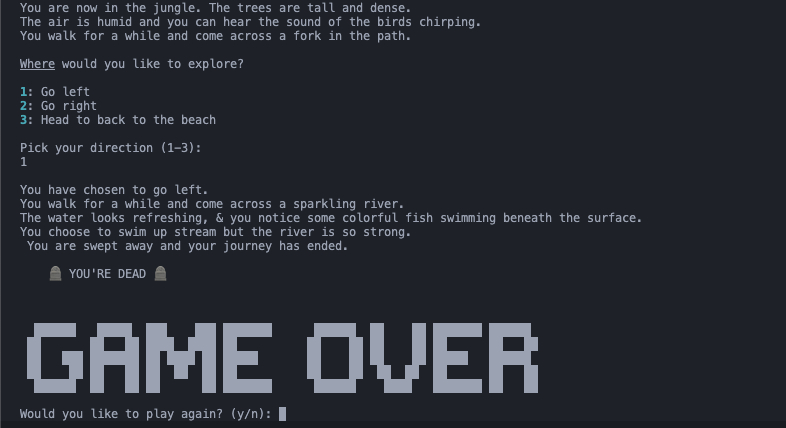 You are now in the jungle. The trees are tall and dense.
The air is humid and you can hear the sound of the birds chirping.
You walk for a while and come across a fork in the path.
Where would you like to explore?
1: Go left
2: Go right
3: Head to back to the beach
Pick your direction (1-3):
1
You have chosen to go left.
You walk for a while and come across a sparkling river.
The water looks refreshing, & you notice some colorful fish swimming beneath the surface.
You choose to swim up stream but the river is so strong.
You are swept away and your journey has ended.
YOU'RE DEAD
GAME OVER
Would you like to play again? (y/n):